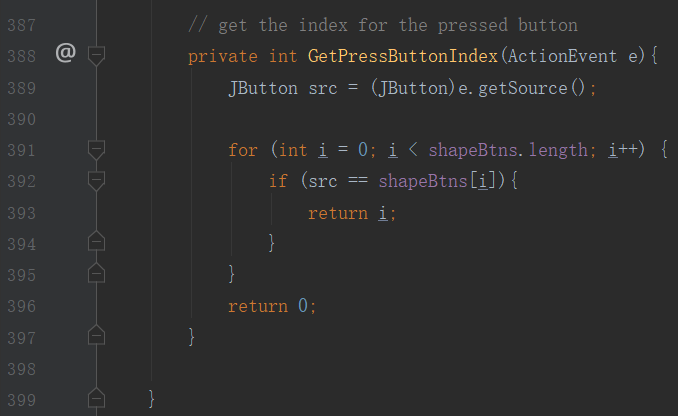 387 // get the index for the pressed button
388 @ private int GetPressButtonIndex(ActionEvent e){
389 JButton src = (JButton)e.getSource();
390
391 for (int i = 0; i < shapeBtns.length; i++) {
392 if (src == shapeBtns[i]){
393 return i;
394 }
395 }
396 return 0;
397 }
398
399 }